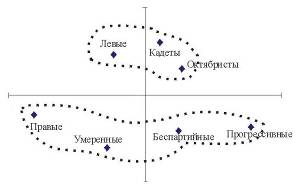 Левые
Кадеты
Октябристы
Правые
Умеренные
Беспартийные
Прогрессивные